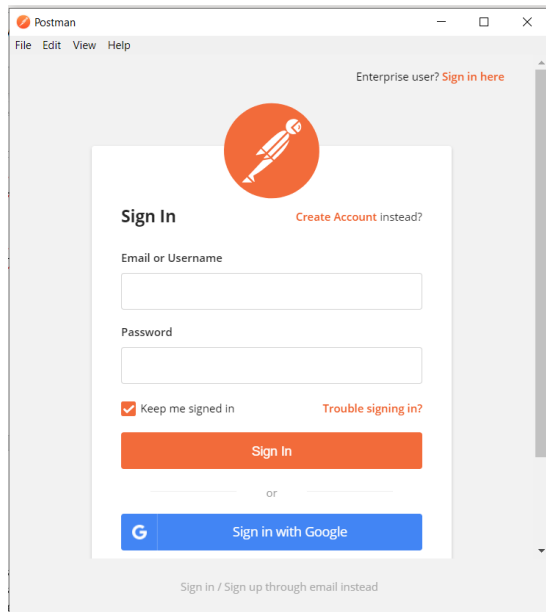 Postman
File Edit View Help
Enterprise user? Sign in here
Sign In
Create Account instead?
Email or Username
Password
Keep me signed in
Trouble signing in?
Sign In
or
G
Sign in with Google
Sign in / Sign up through email instead